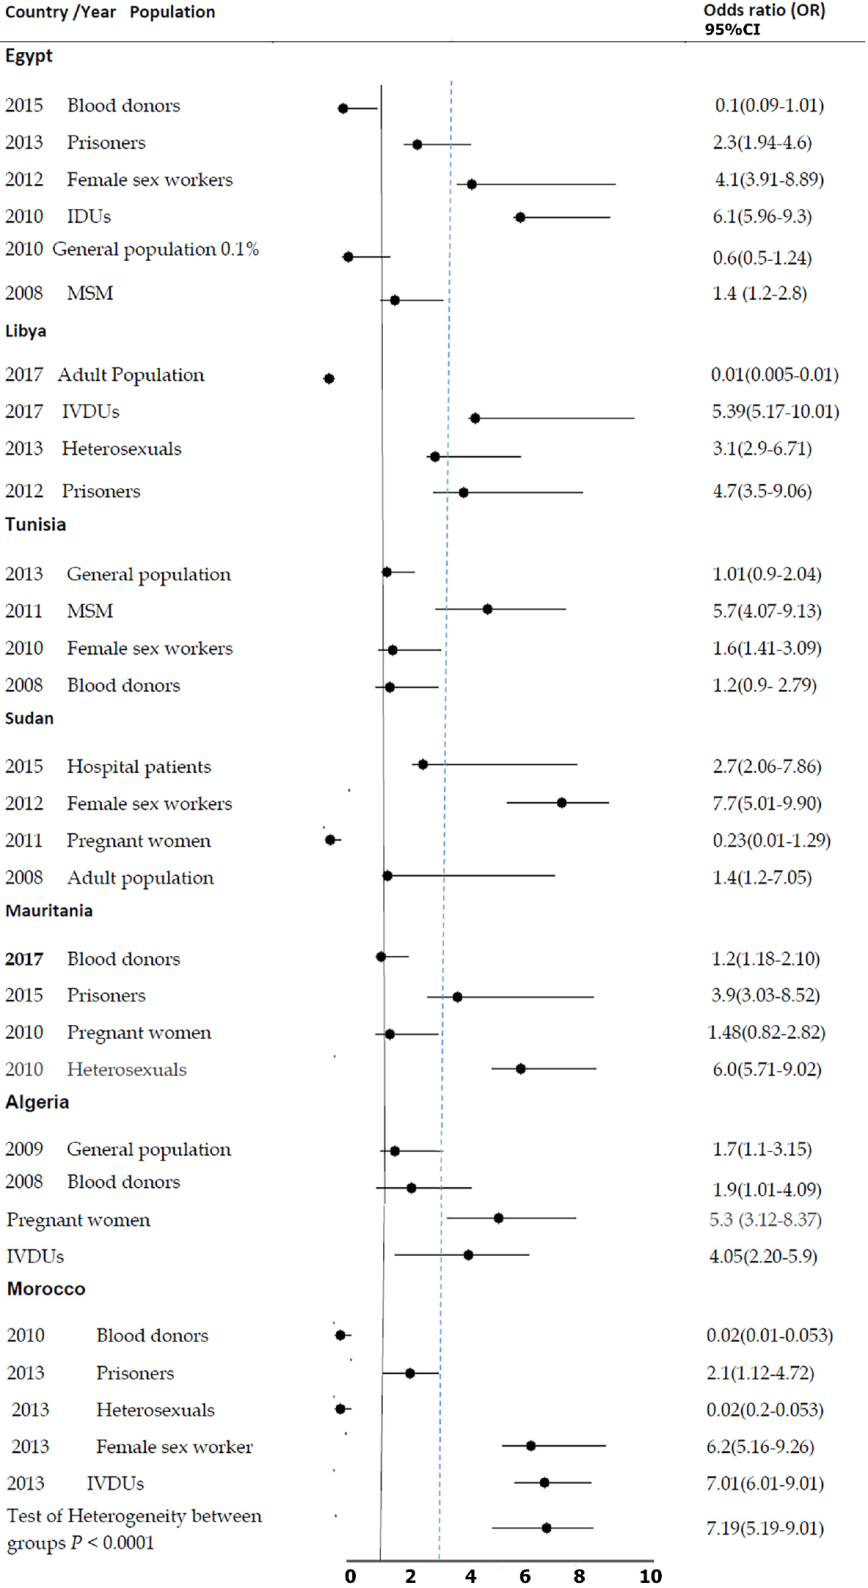 Country /Year Population Odds ratio (OR)
95%CI
Egypt
2015 Blood donors 0.1(0.09-1.01)
2013 Prisoners 2.3(1.94-4.6)
2012 Female sex workers 4.1(3.91-8.89)
2010 IDUs 6.1(5.96-9.3)
2010 General population 0.1% 0.6(0.5-1.24)
2008 MSM 1.4 (1.2-2.8)
Libya
2017 Adult Population 0.01(0.005-0.01)
2017 IVDUs 5.39(5.17-10.01)
2013 Heterosexuals 3.1(2.9-6.71)
2012 Prisoners 4.7(3.5-9.06)
Tunisia
2013 General population 1.01(0.9-2.04)
2011 MSM 5.7(4.07-9.13)
2010 Female sex workers 1.6(1.41-3.09)
2008 Blood donors 1.2(0.9- 2.79)
Sudan
2015 Hospital patients 2.7(2.06-7.86)
2012 Female sex workers 7.7(5.01-9.90)
2011 Pregnant women 0.23(0.01-1.29)
2008 Adult population 1.4(1.2-7.05)
Mauritania
2017 Blood donors 1.2(1.18-2.10)
2015 Prisoners 3.9(3.03-8.52)
2010 Pregnant women 1.48(0.82-2.82)
2010 Heterosexuals 6.0(5.71-9.02)
Algeria
2009 General population 1.7(1.1-3.15)
2008 Blood donors 1.9(1.01-4.09)
Pregnant women 5.3 (3.12-8.37)
IVDUs 4.05(2.20-5.9)
Morocco
2010 Blood donors 0.02(0.01-0.053)
2013 Prisoners 2.1(1.12-4.72)
2013 Heterosexuals 0.02(0.2-0.053)
2013 Female sex worker 6.2(5.16-9.26)
2013 IVDUs 7.01(6.01-9.01)
Test of Heterogeneity between
groups P < 0.0001 7.19(5.19-9.01)
0 2 4 6 8 10